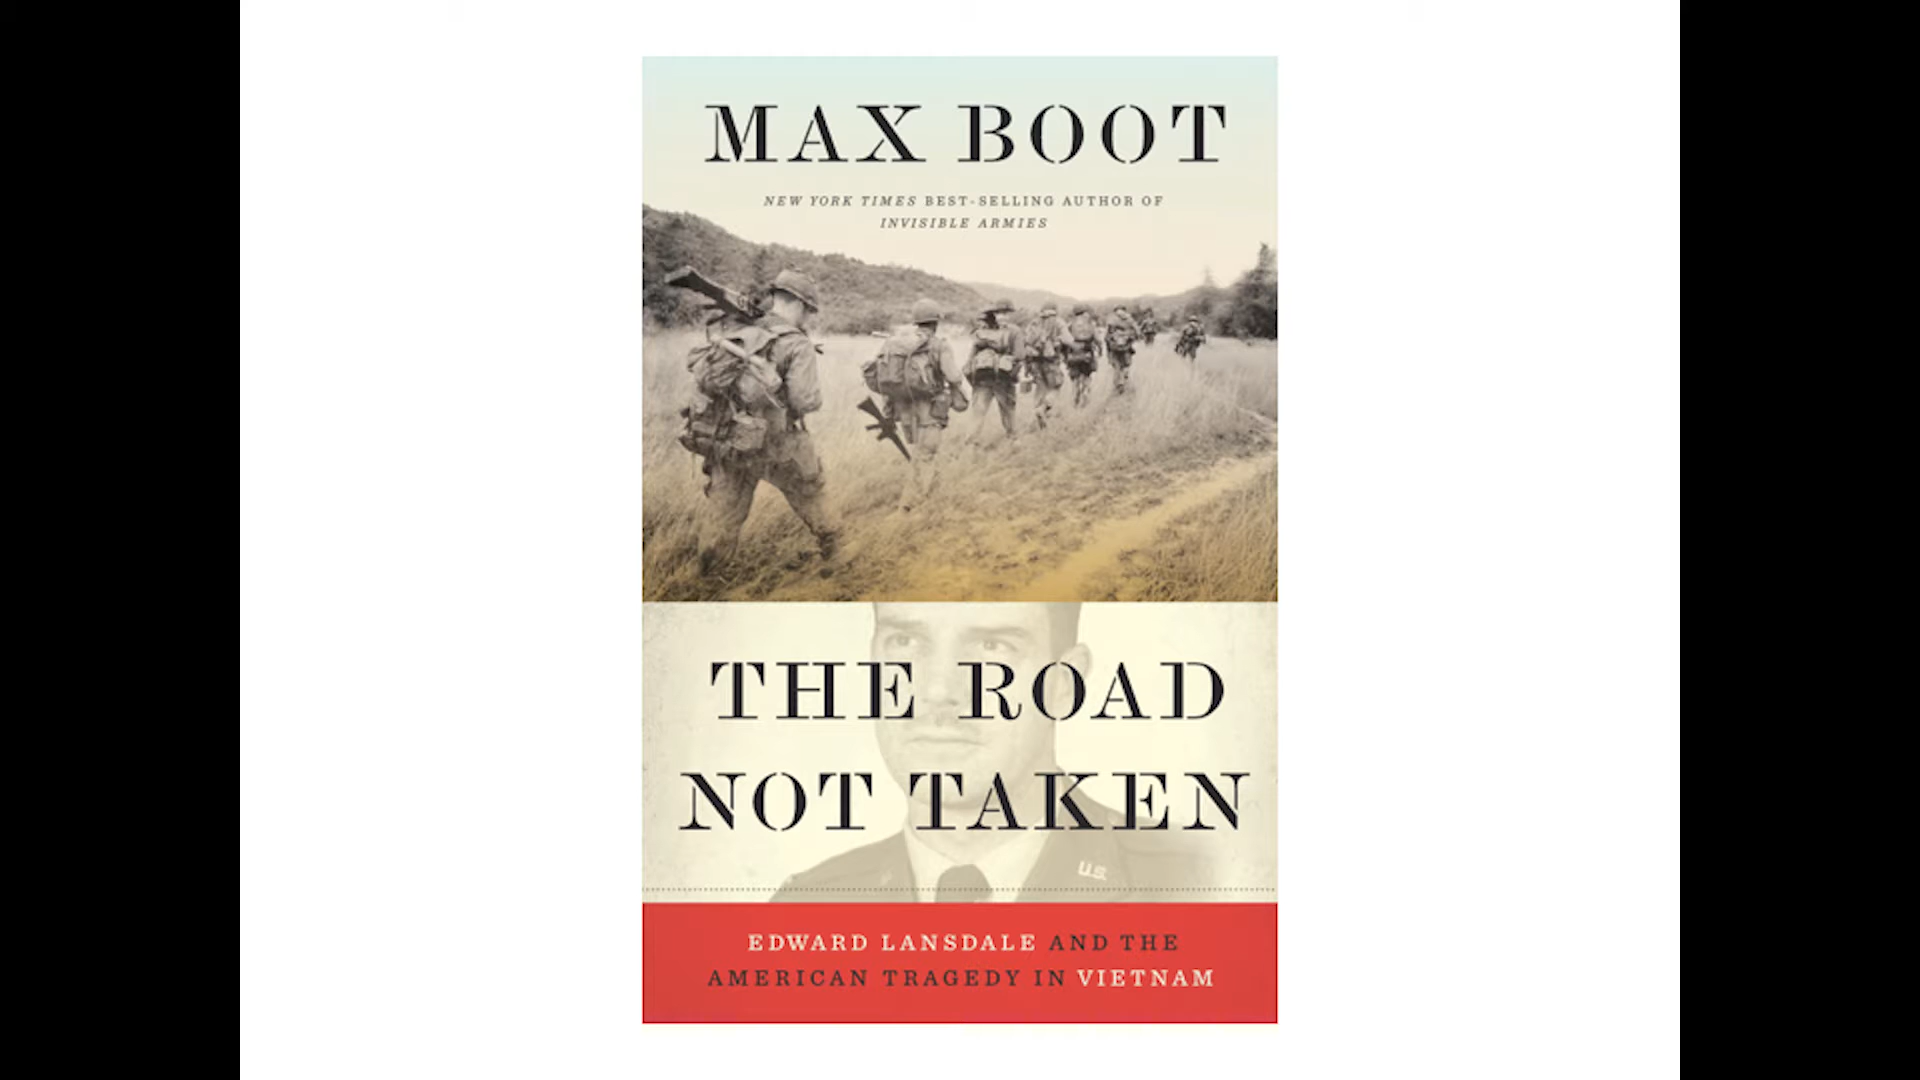 MAX BOOT
NEW YORK TIMES BEST-SELLING AUTHOR OF
INVISIBLE ARMIES
THE ROAD
NOT TAKEN
U.S.
EDWARD LANSDALE AND THE
AMERICAN TRAGEDY IN VIETNAM